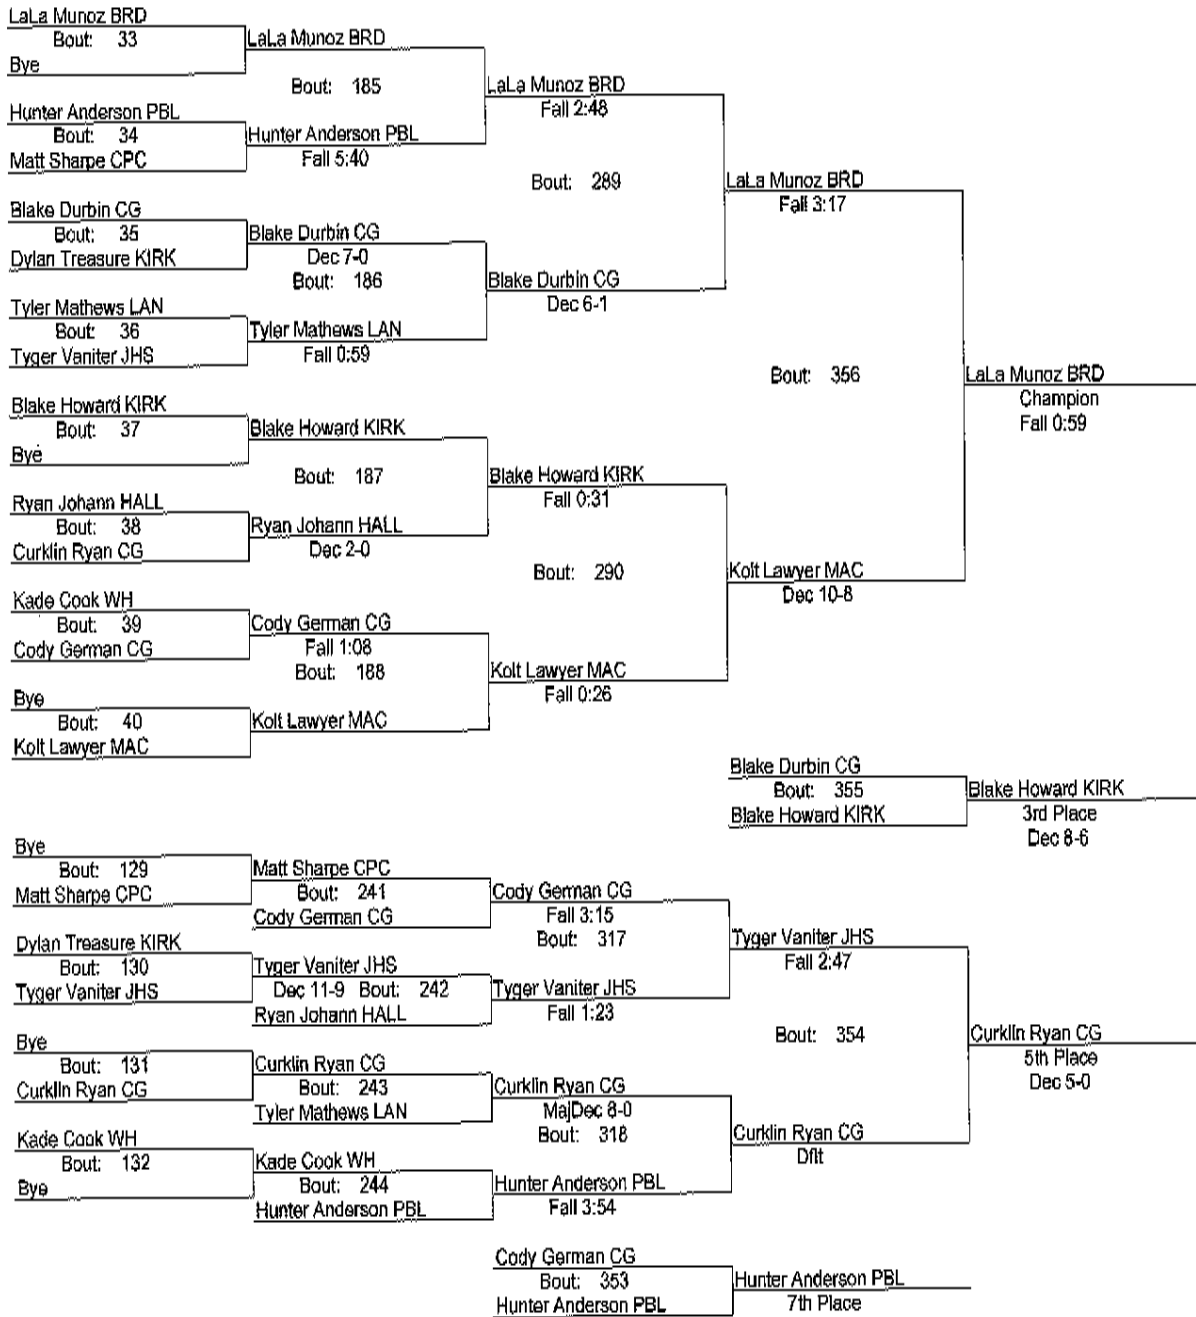 LaLa Munoz BRD
Bout: 33
Bye
LaLa Munoz BRD
Bout: 185
Hunter Anderson PBL
Bout: 34
Matt Sharpe CPC
Hunter Anderson PBL
Fall 5:40
LaLa Munoz BRD
Fall 2:48
Bout: 289
Blake Durbin CG
Bout: 35
Dylan Treasure KIRK
Blake Durbin CG
Dec 7-0
Bout: 186
Tyler Mathews LAN
Bout: 36
Tyger Vaniter JHS
Tyler Mathews LAN
Fall 0:59
Blake Durbin CG
Dec 6-1
LaLa Munoz BRD
Fall 3:17
Bout: 356
LaLa Munoz BRD
Champion
Fall 0:59
Blake Howard KIRK
Bout: 37
Bye
Blake Howard KIRK
Bout: 187
Ryan Johann HALL
Bout: 38
Curklin Ryan CG
Ryan Johann HALL
Dec 2-0
Blake Howard KIRK
Fall 0:31
Bout: 290
Kade Cook WH
Bout: 39
Cody German CG
Cody German CG
Fall 1:08
Bout: 188
Bye
Bout: 40
Kolt Lawyer MAC
Kolt Lawyer MAC
Kolt Lawyer MAC
Fall 0:26
Kolt Lawyer MAC
Dec 10-8
Blake Durbin CG
Bout: 355
Blake Howard KIRK
Blake Howard KIRK
3rd Place
Dec 8-6
Bye
Bout: 129
Matt Sharpe CPC
Matt Sharpe CPC
Bout: 241
Cody German CG
Cody German CG
Fall 3:15
Bout: 317
Dylan Treasure KIRK
Bout: 130
Tyger Vaniter JHS
Tyger Vaniter JHS
Dec 11-9 Bout: 242
Ryan Johann HALL
Tyger Vaniter JHS
Fall 1:23
Tyger Vaniter JHS
Fall 2:47
Bout: 354
Curklin Ryan CG
5th Place
Dec 5-0
Bye
Bout: 131
Curklin Ryan CG
Curklin Ryan CG
Bout: 243
Tyler Mathews LAN
Curklin Ryan CG
MajDec 8-0
Bout: 318
Kade Cook WH
Bout: 132
Bye
Kade Cook WH
Bout: 244
Hunter Anderson PBL
Hunter Anderson PBL
Fall 3:54
Curklin Ryan CG
Dflt
Cody German CG
Bout: 353
Hunter Anderson PBL
Hunter Anderson PBL
7th Place